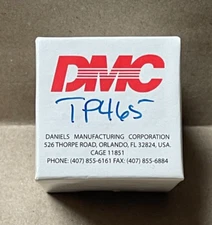 DMC
TP465
DANIELS MANUFACTURING CORPORATION
526 THORPE ROAD, ORLANDO, FL 32824, USA.
CAGE 11851
PHONE: (407) 855-6161 FAX: (407) 855-6884